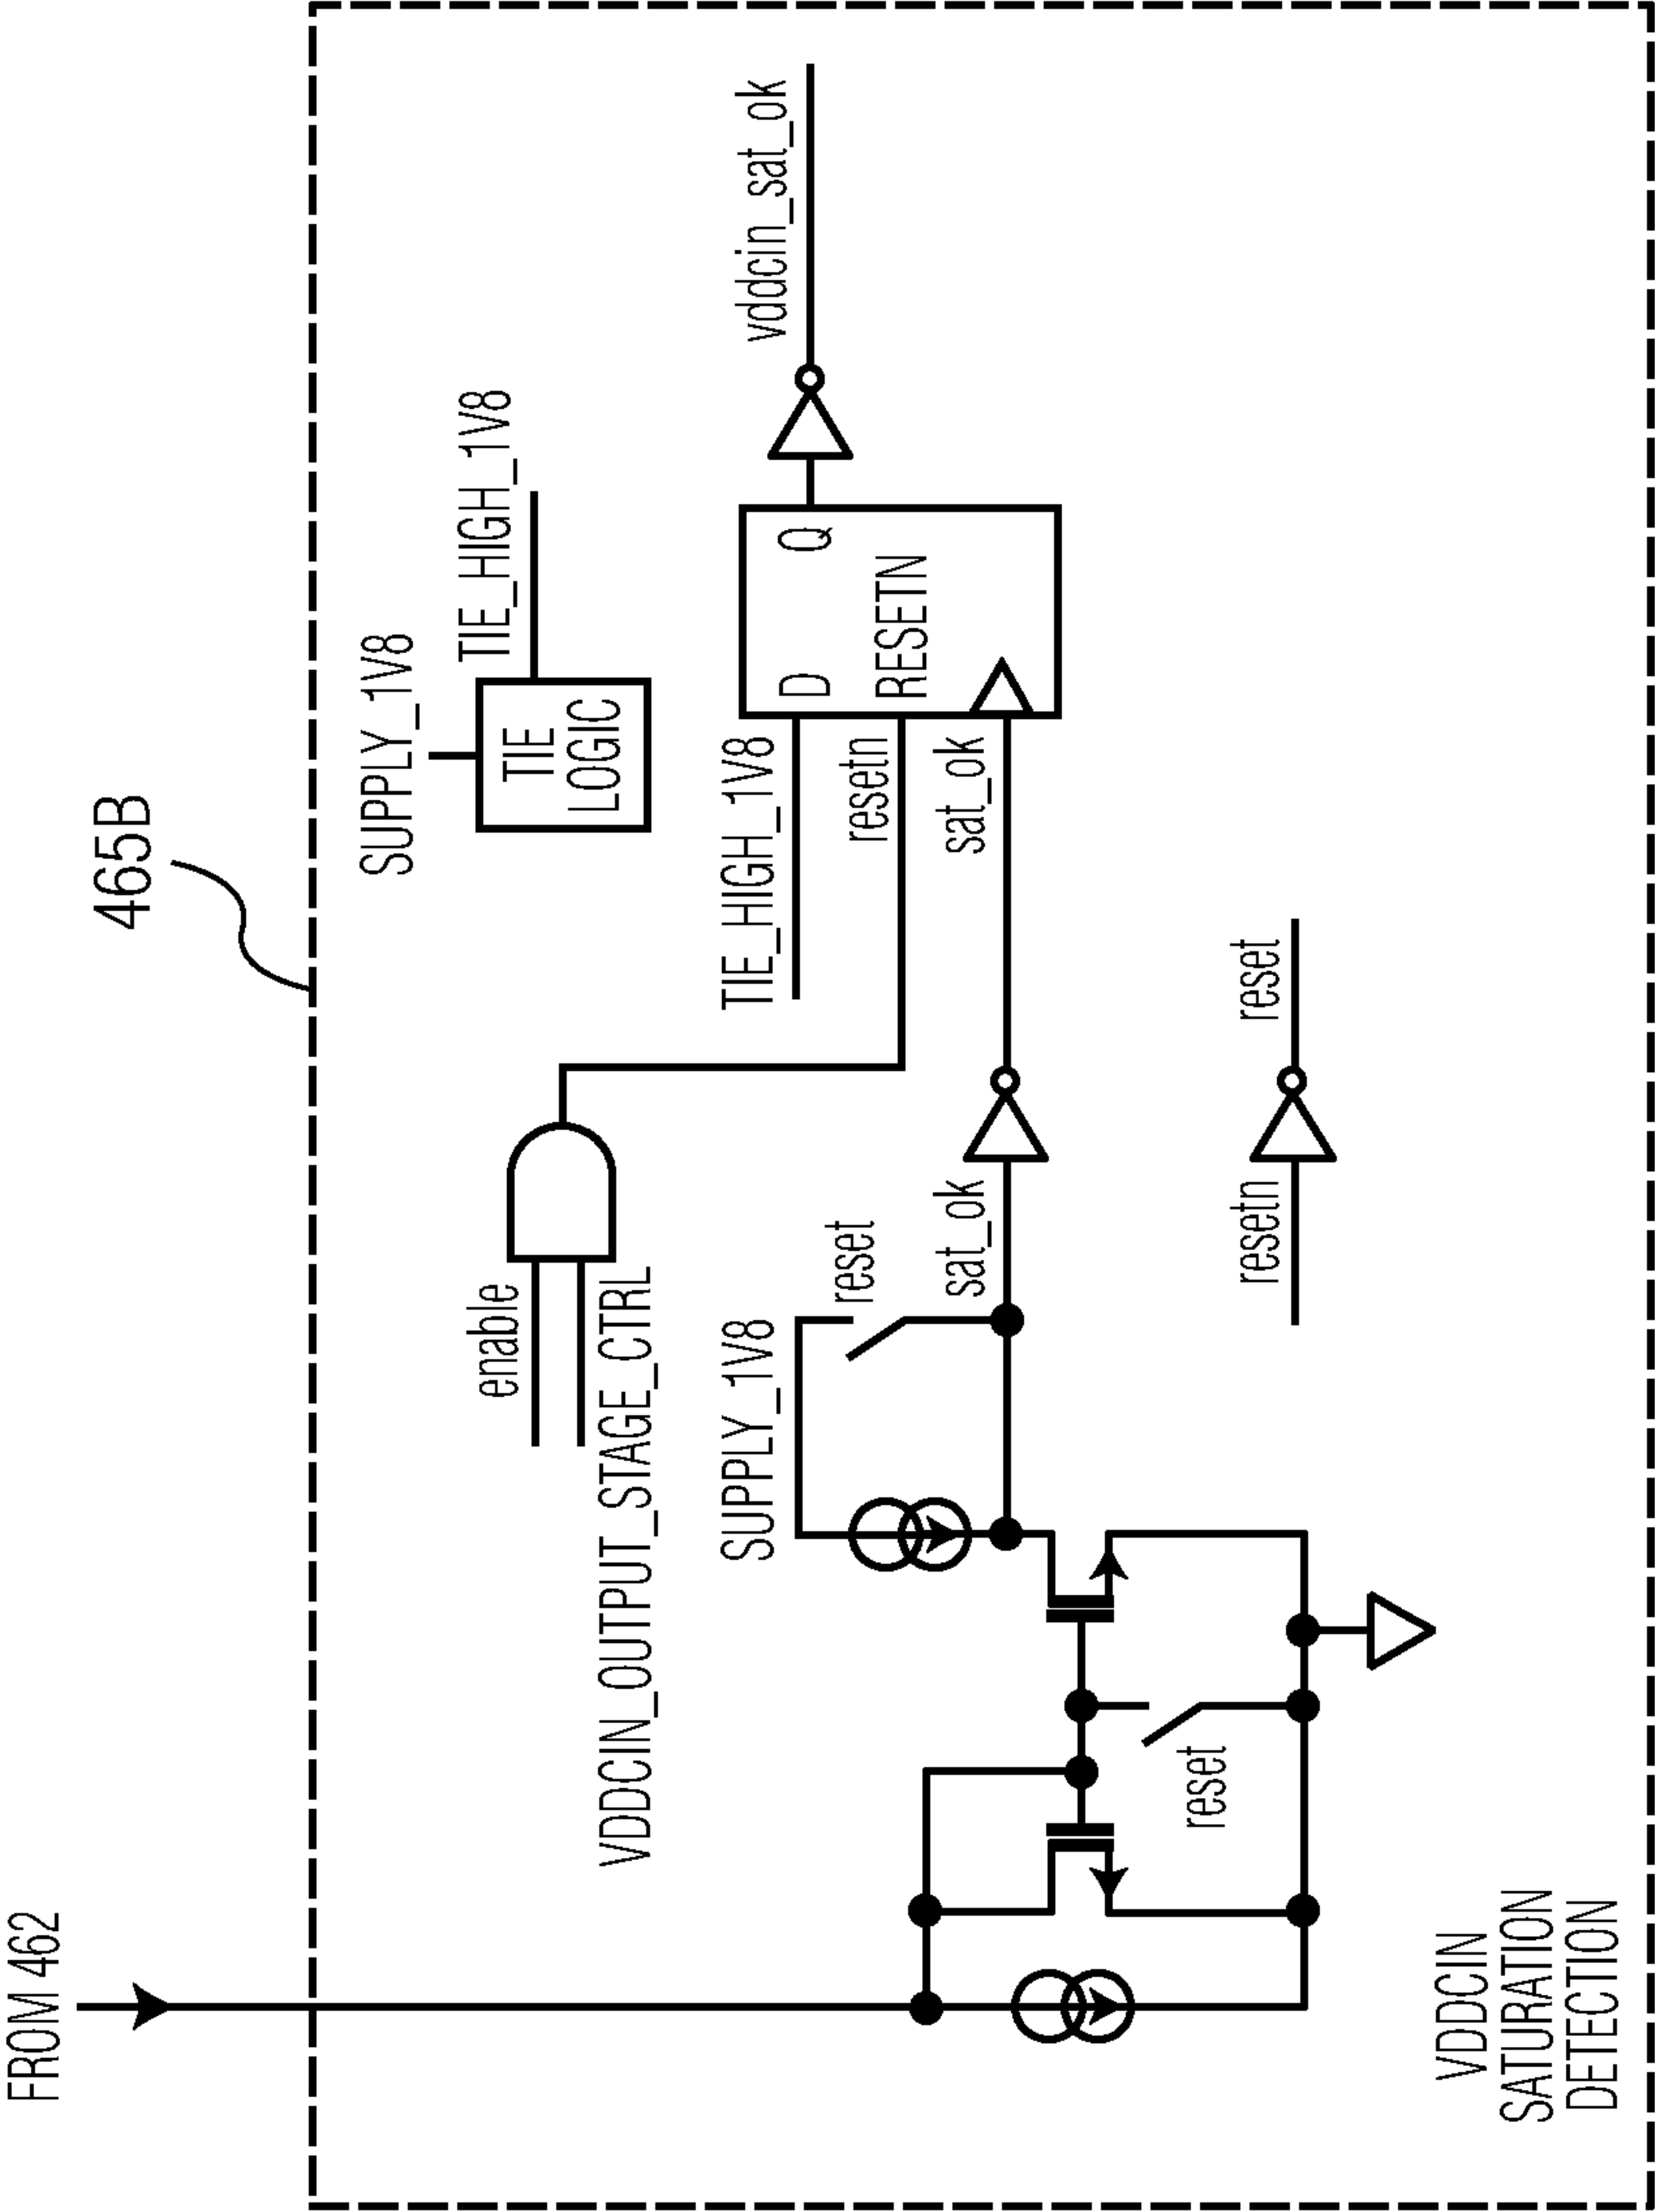 465B
FROM 462
SUPPLY_1V8
TIE
LOGIC
TIE_HIGH_1V8
enable
VDDCIN_OUTPUT_STAGE_CTRL
TIE_HIGH_1V8
resetn
sat_ok
D
Q
RESETN
vddcin_sat_ok
SUPPLY_1V8
reset
sat_ok
reset
resetn
reset
VDDCIN
SATURATION
DETECTION